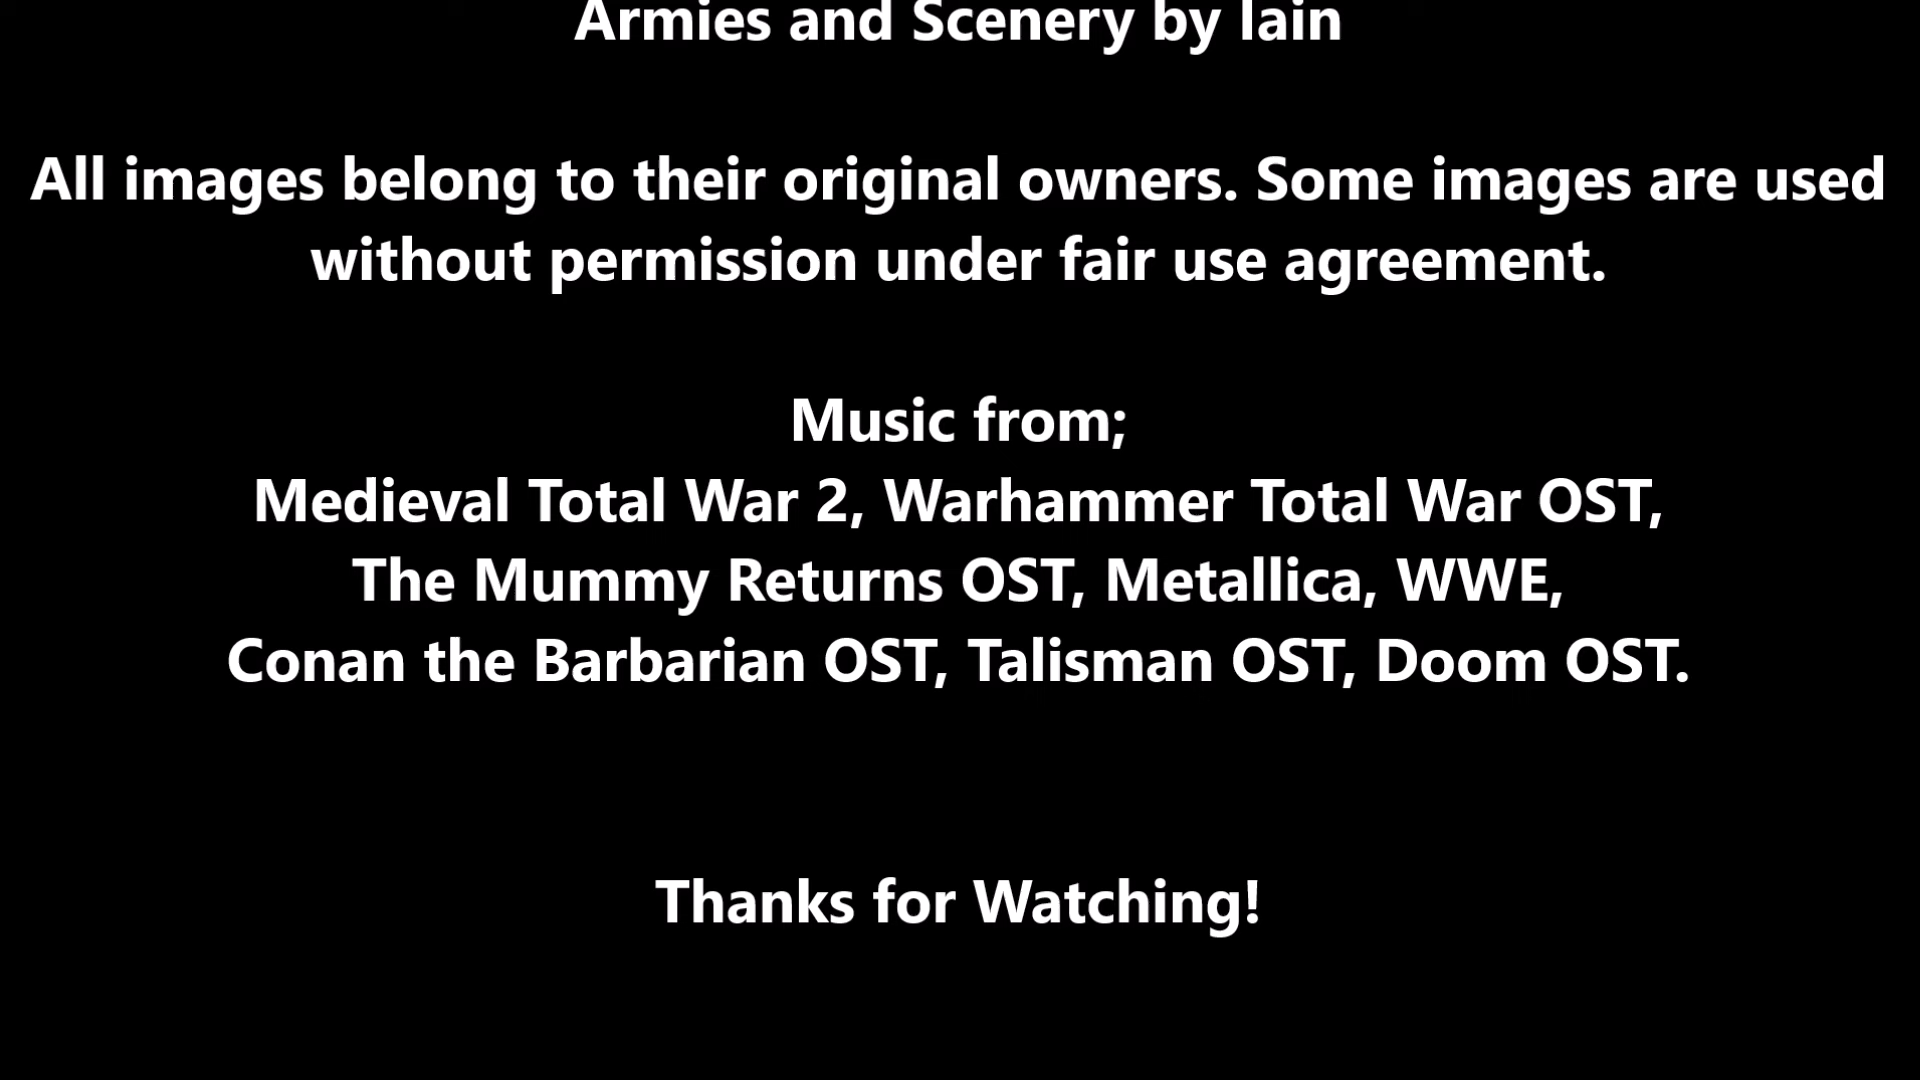 Armies and Scenery by Iain
All images belong to their original owners. Some images are used
without permission under fair use agreement.
Music from;
Medieval Total War 2, Warhammer Total War OST,
The Mummy Returns OST, Metallica, WWE,
Conan the Barbarian OST, Talisman OST, Doom OST.
Thanks for Watching!